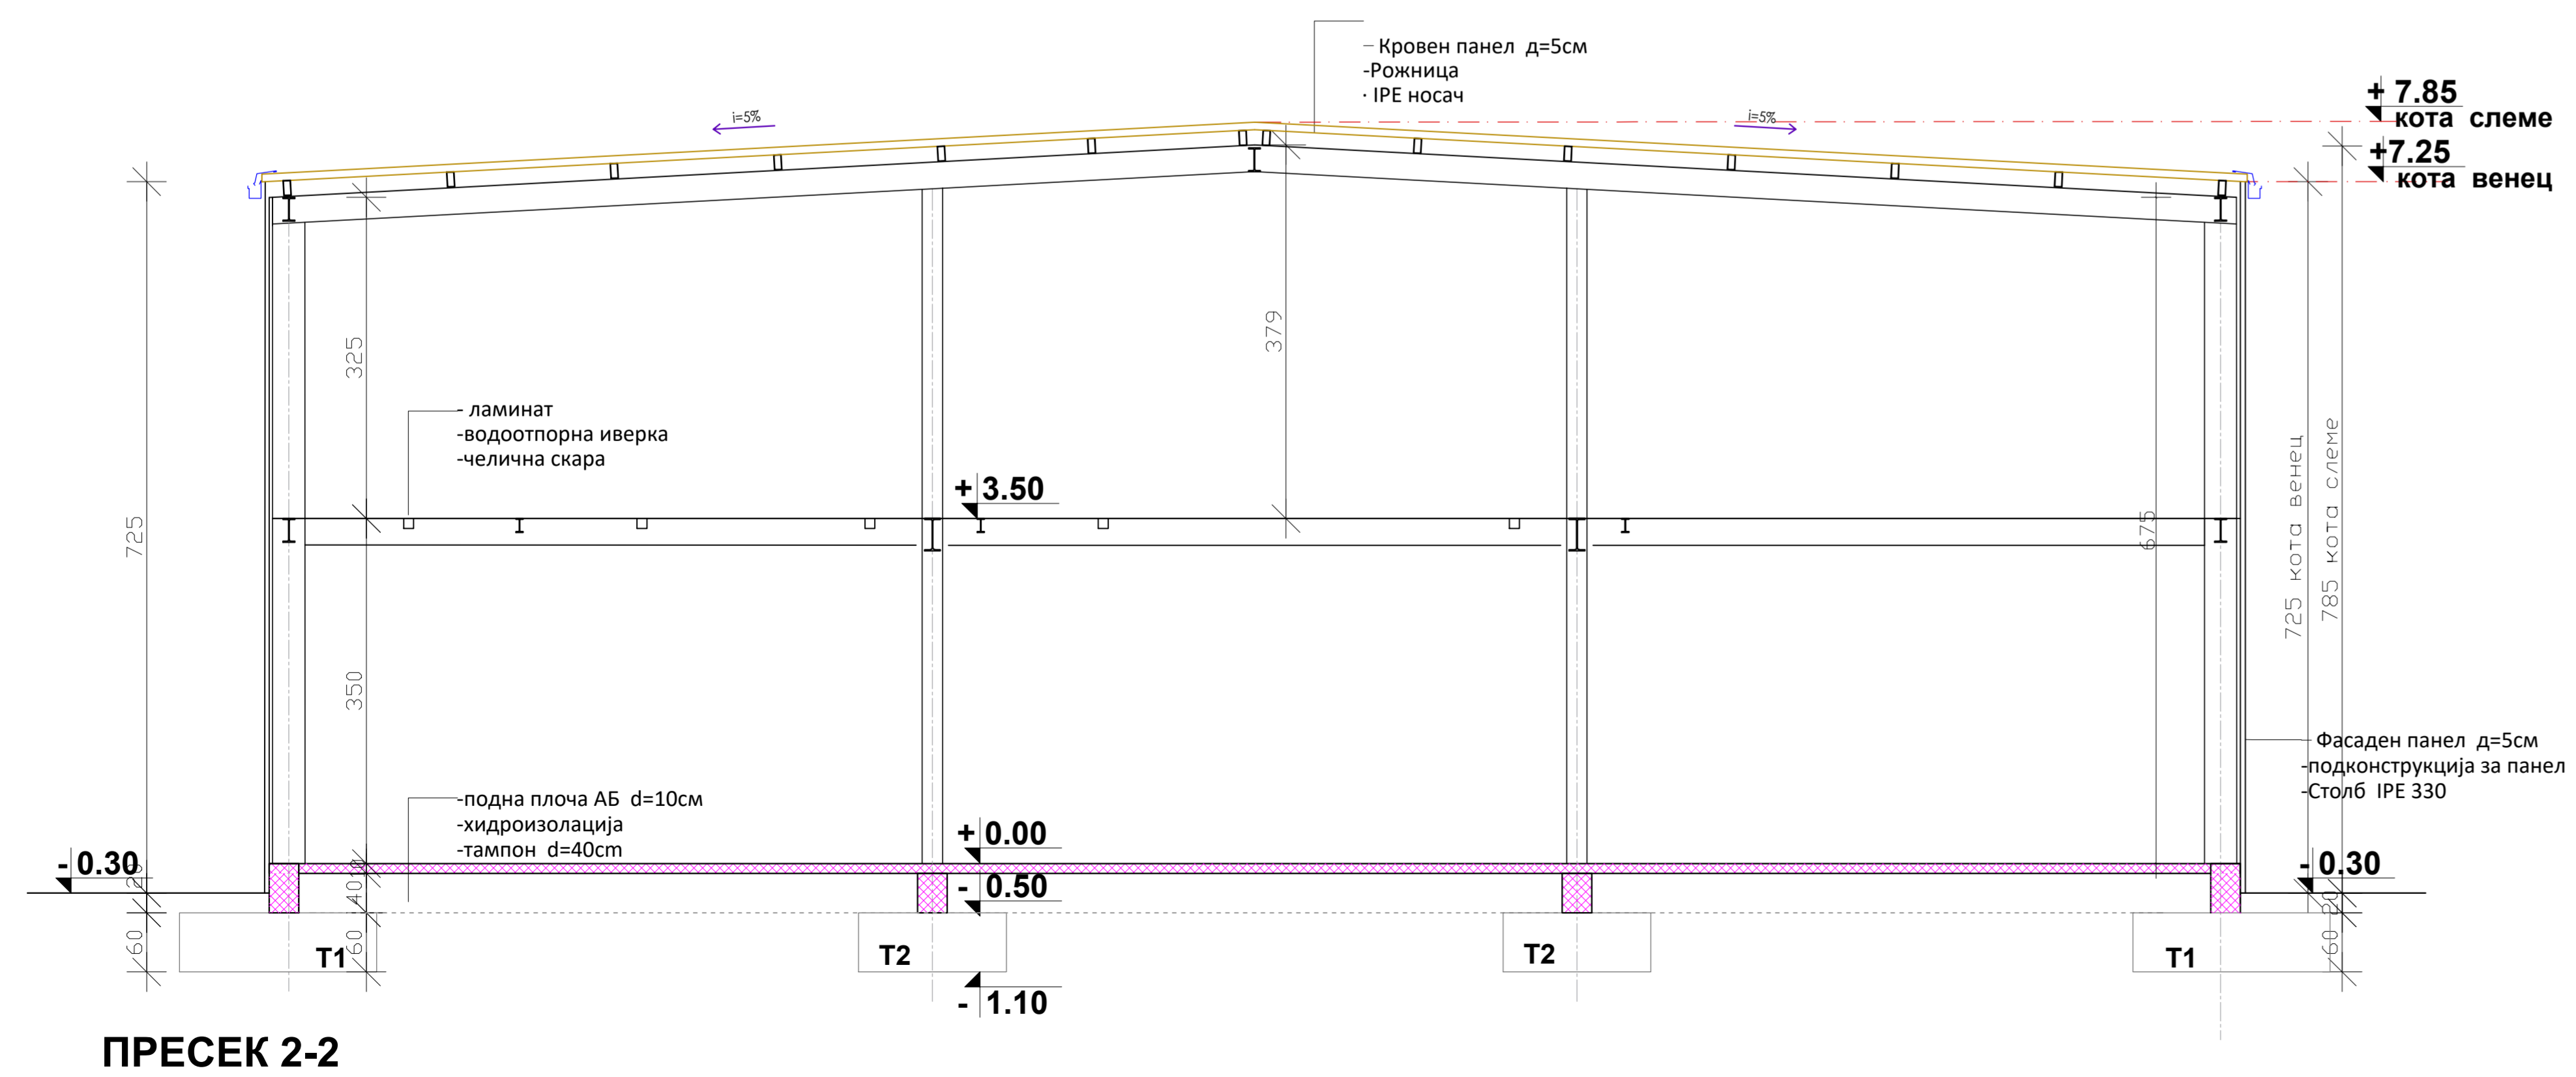 – Кровен панел д=5см
-Рожница
· IPE носач
+ 7.85
кота слеме
+7.25
кота венец
i=5%
i=5%
379
325
725
- ламинат
-водоотпорна иверка
-челична скара
+ 3.50
675
725 кота венец
785 кота слеме
350
Фасаден панел д=5см
-подконструкција за панел
-Столб IPE 330
-подна плоча АБ d=10см
-хидроизолација
-тампон d=40cm
+ 0.00
- 0.30
- 0.30
20
10
40
- 0.50
20
60
60
60
T1
T2
T2
T1
- 1.10
ПРЕСЕК 2-2